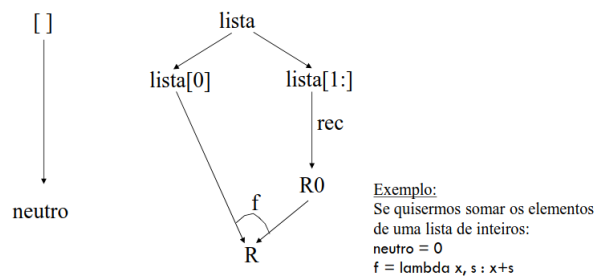 [ ]
lista
lista[0]
lista[1:]
rec
R0
neutro
f
R
Exemplo:
Se quisermos somar os elementos
de uma lista de inteiros:
neutro = 0
f = lambda x, s : x+s